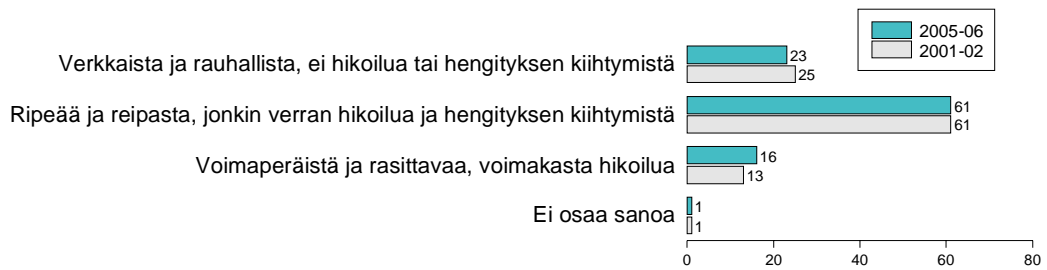 2005-06
2001-02
Verkkaista ja rauhallista, ei hikoilua tai hengityksen kiihtymistä
23
25
Ripeää ja reipasta, jonkin verran hikoilua ja hengityksen kiihtymistä
61
61
Voimaperäistä ja rasittavaa, voimakasta hikoilua
16
13
Ei osaa sanoa
1
1
0 20 40 60 80